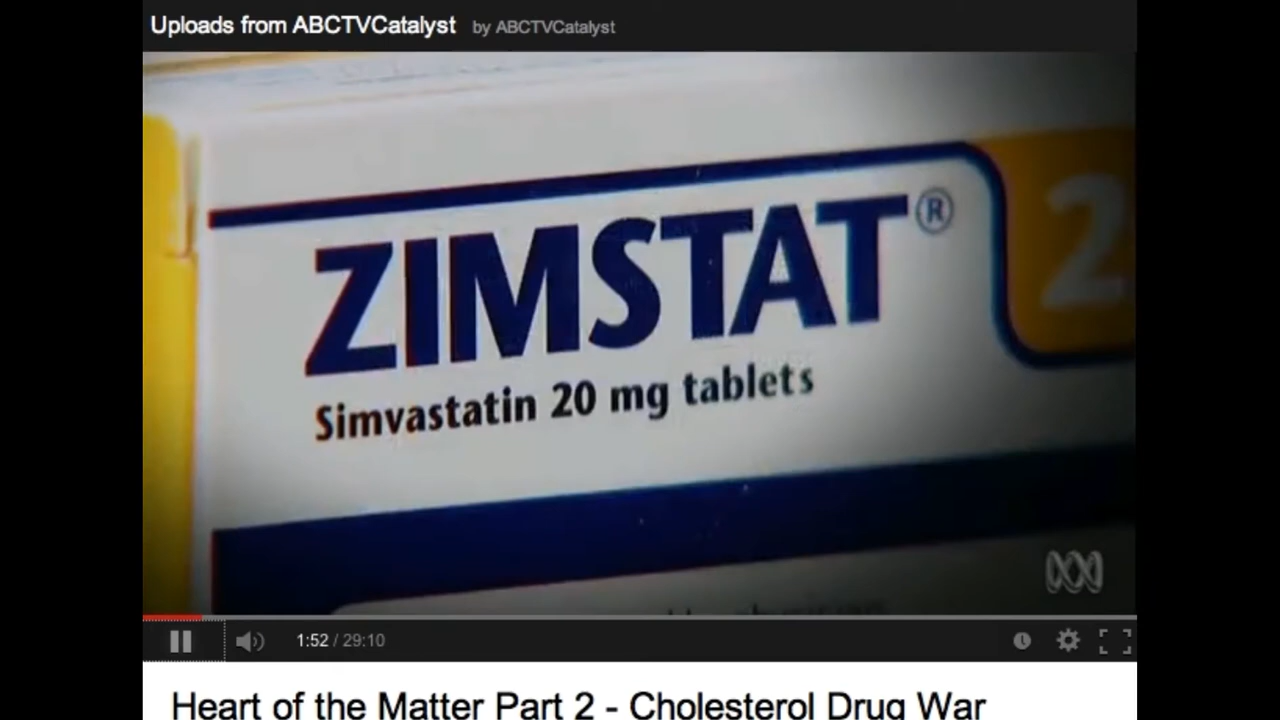 Uploads from ABCTVCatalyst by ABCTVCatalyst
ZIMSTAT®
2
Simvastatin 20 mg tablets
1:52 / 29:10
Heart of the Matter Part 2 - Cholesterol Drug War